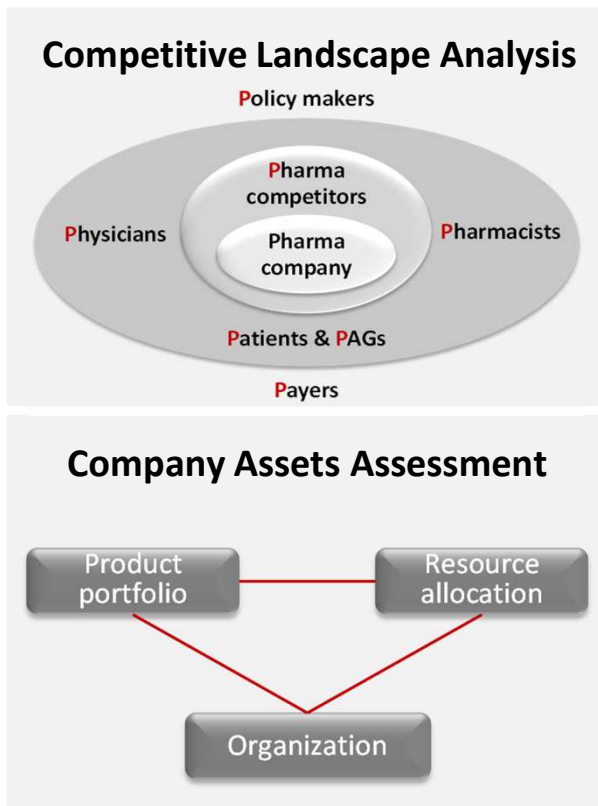 Competitive Landscape Analysis
Policy makers
Pharma
competitors
Physicians
Pharmacists
Pharma
company
Patients & PAGs
Payers
Company Assets Assessment
Product
portfolio
Resource
allocation
Organization